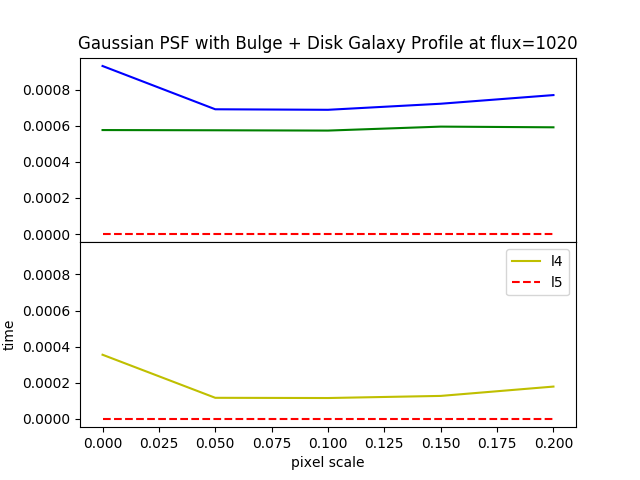 Gaussian PSF with Bulge + Disk Galaxy Profile at flux=1020
0.0008
0.0006
0.0004
0.0002
0.0000
l4
l5
0.0008
0.0006
0.0004
0.0002
0.0000
time
0.000 0.025 0.050 0.075 0.100 0.125 0.150 0.175 0.200
pixel scale